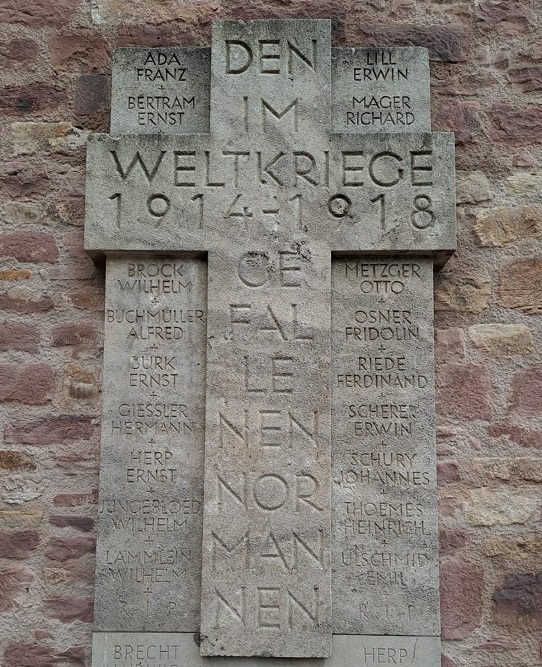 ADA
FRANZ
+
BERTRAM
ERNST
DEN
IM
WELTKRIEGE
1914-1918
GE
FAL
LE
NEN
NOR
MAN
NEN
LILL
ERWIN
+
MAGER
RICHARD
BROCK
WILHELM
+
BUCHMÜLLER
ALFRED
+
BURK
ERNST
+
GIESSLER
HERMANN
+
HERP
ERNST
+
JUNGEBLOED
WILHELM
+
LÄMMLEIN
WILHELM
+
R I P
METZGER
OTTO
+
OSNER
FRIDOLIN
+
RIEDE
FERDINAND
+
SCHERER
ERWIN
+
SCHURY
JOHANNES
+
THOEMES
HEINRICH
+
ULSCHMID
EMIL
+
R I P
BRECHT
HERP